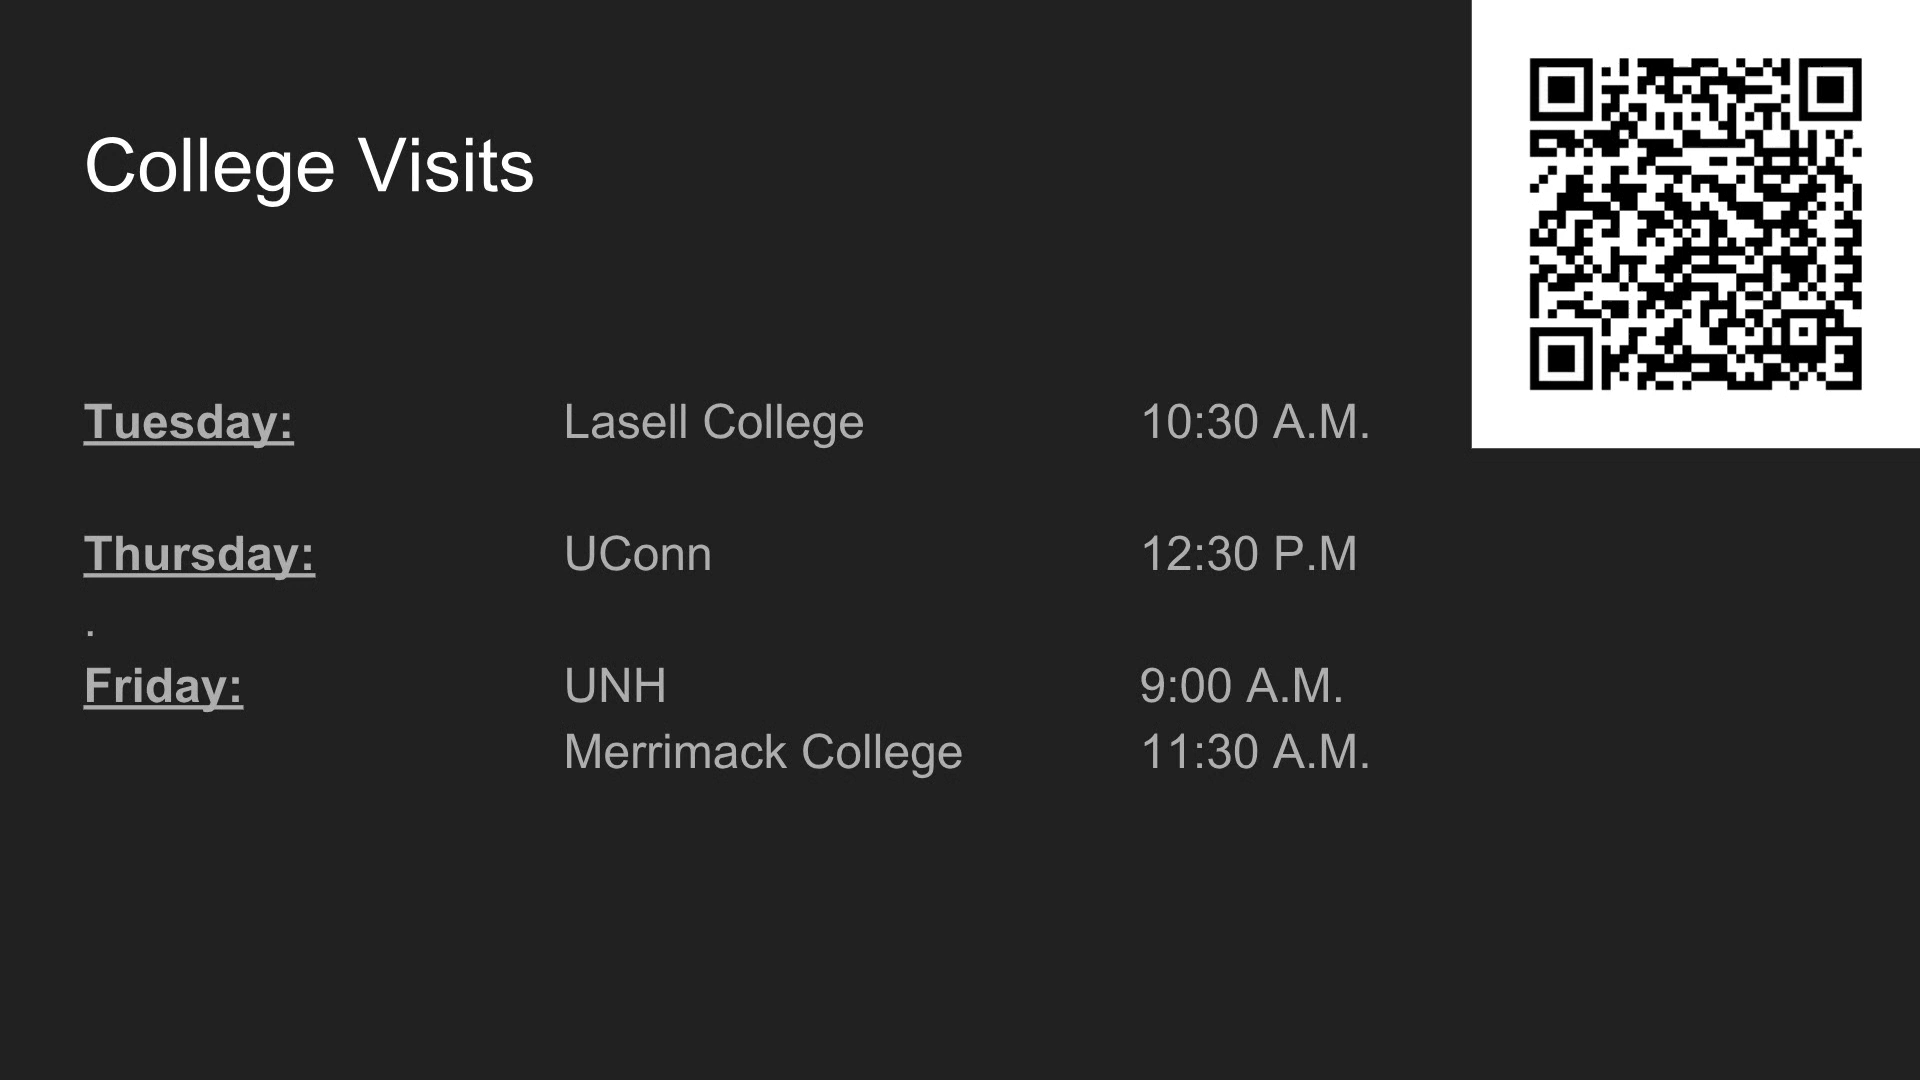 College Visits
Tuesday: Lasell College 10:30 A.M.
Thursday: UConn 12:30 P.M
.
Friday: UNH 9:00 A.M.
Merrimack College 11:30 A.M.